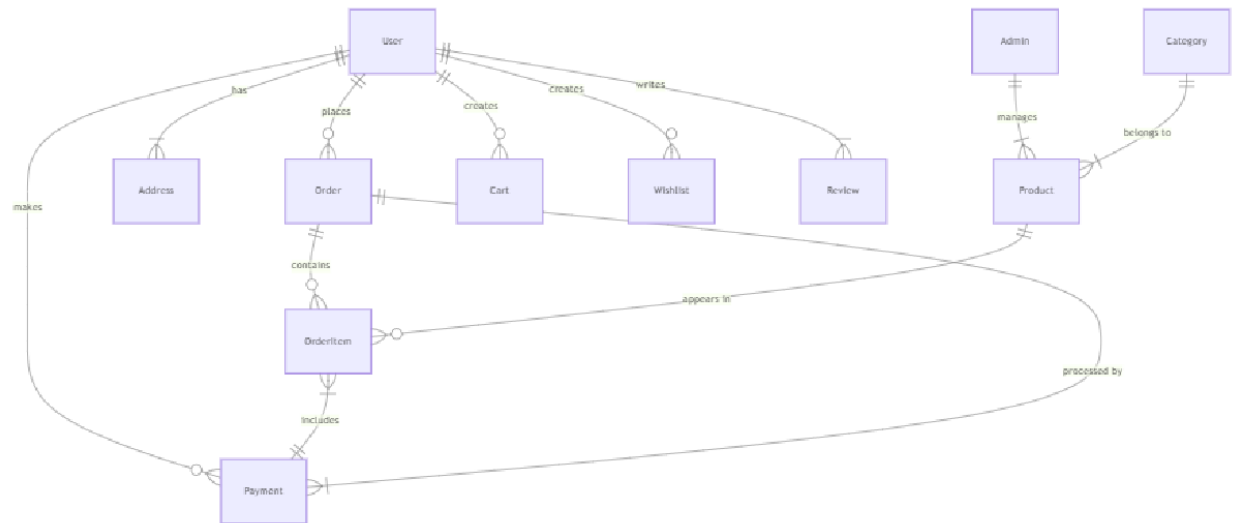 User
Admin
Category
has
places
creates
creates
writes
manages
belongs to
Address
Order
Cart
Wishlist
Review
Product
makes
contains
appears in
OrderItem
processed by
includes
Payment